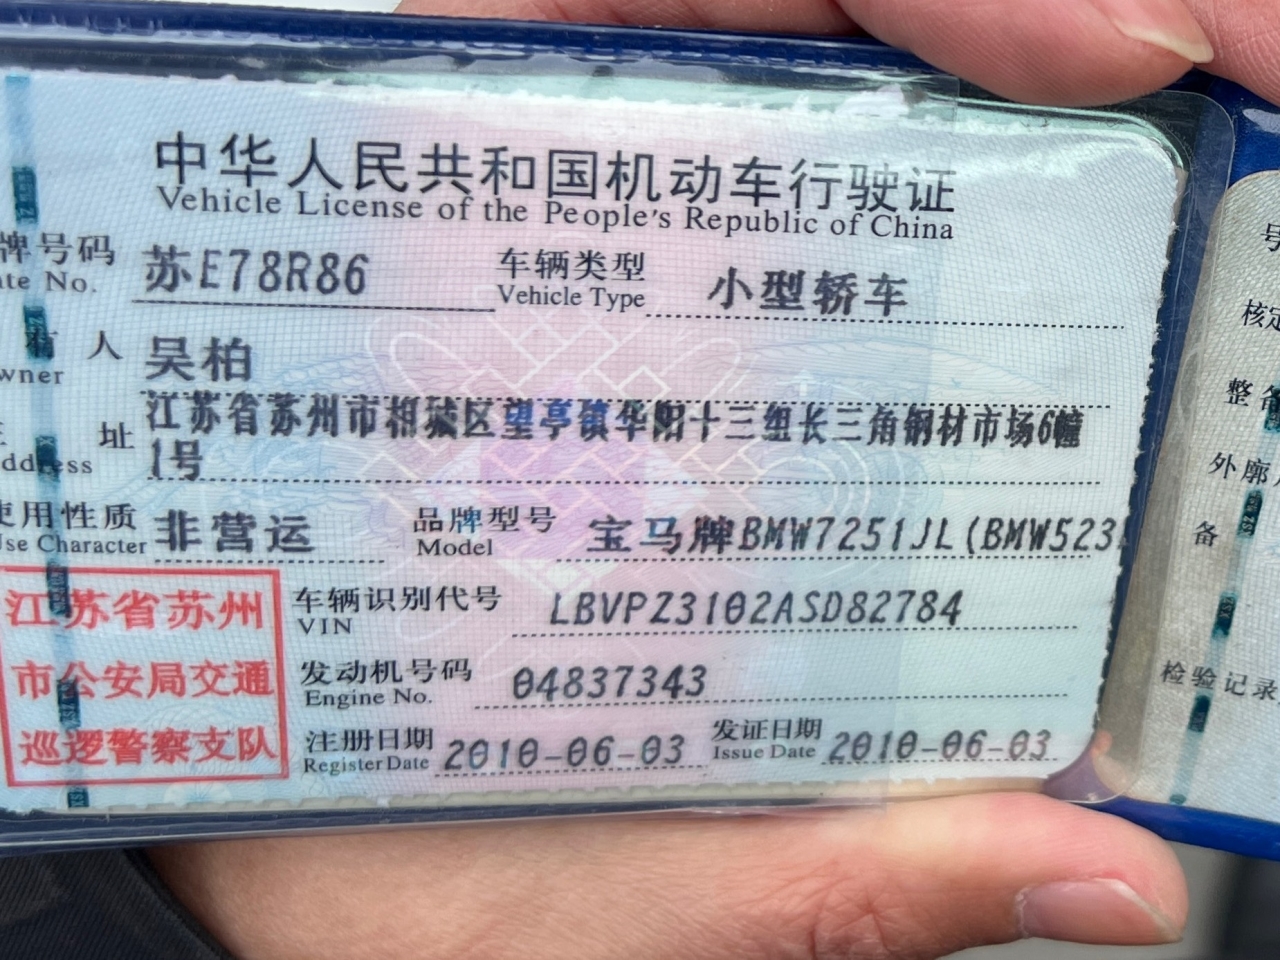 中华人民共和国机动车行驶证
Vehicle License of the People's Republic of China
牌号码 苏E78R86 车辆类型 小型轿车
ate No. Vehicle Type
有人 吴柏
wner
址 江苏省苏州市相城区望亭镇华阳十三组长三角钢材市场6幢
ddress 1号
使用性质 非营运 品牌型号 宝马牌BMW7251JL(BMW523
Use Character Model
江苏省苏州
市公安局交通
巡逻警察支队
车辆识别代号 LBVPZ3102ASD82784
VIN
发动机号码 04837343
Engine No.
注册日期 2010-06-03 发证日期 2010-06-03
Register Date Issue Date
号
核定
整备
外廓
备
检验记录